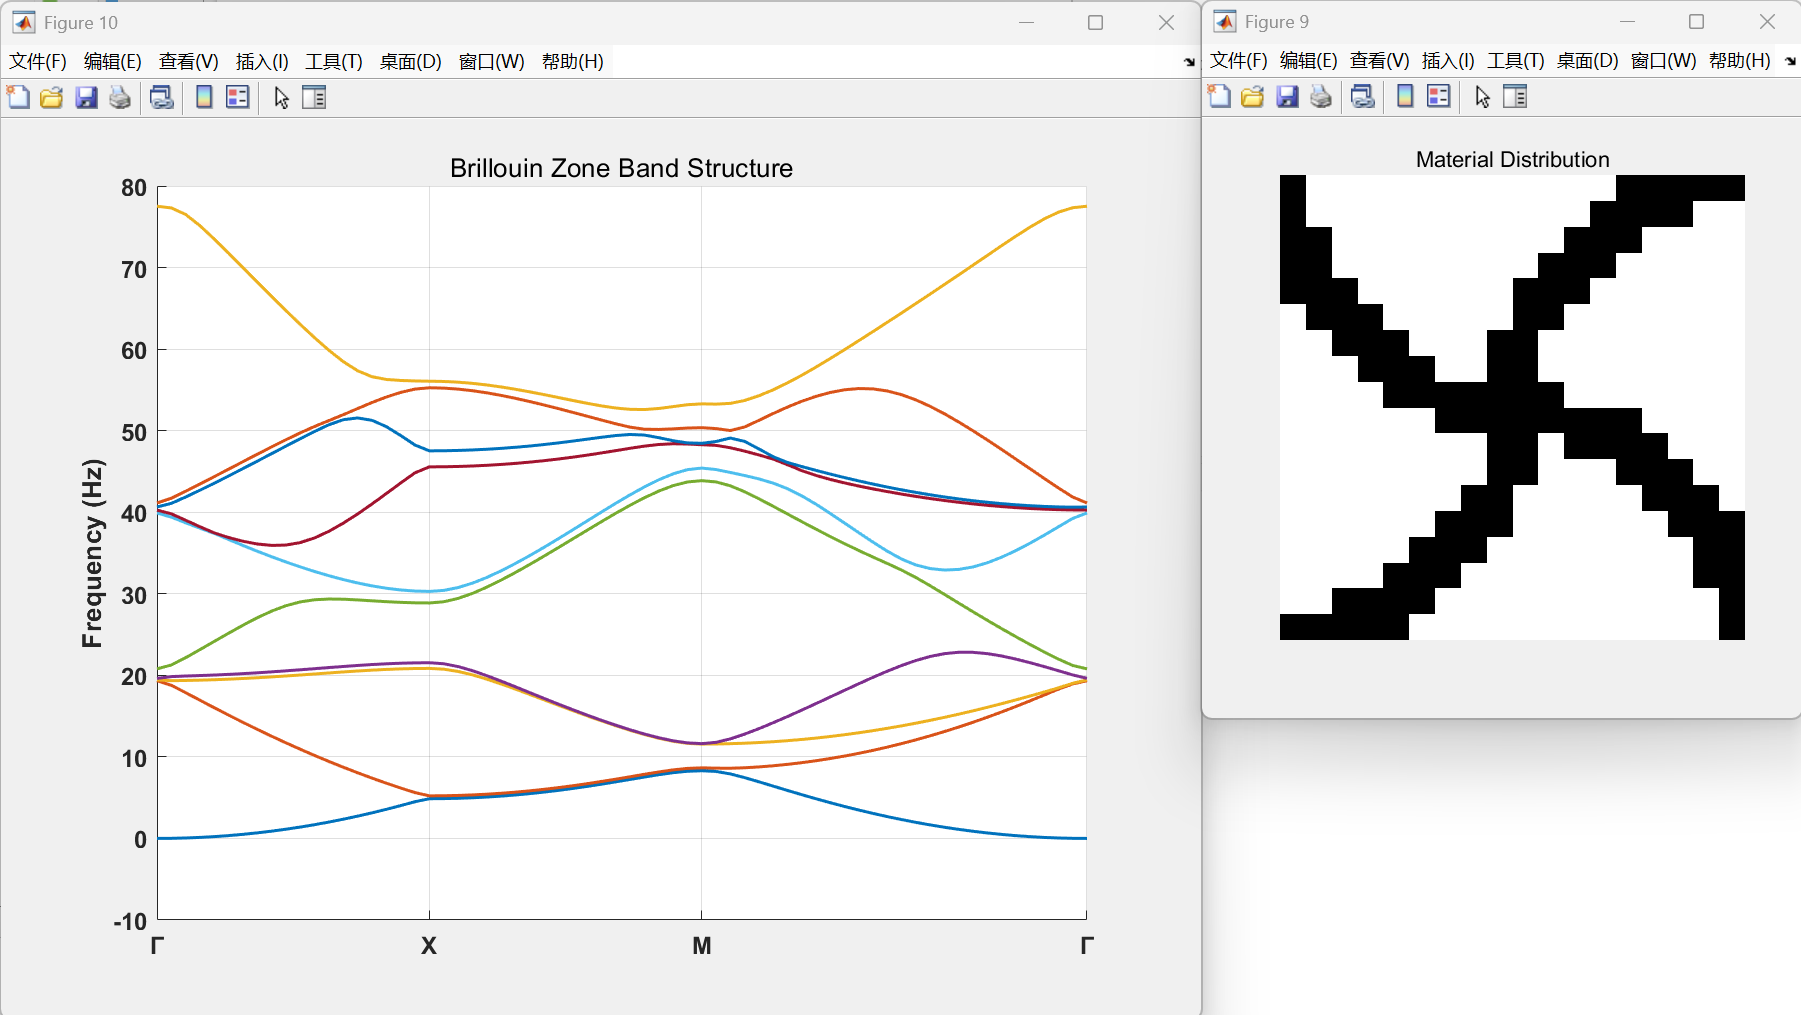 Figure 10
文件(F) 编辑(E) 查看(V) 插入(I) 工具(T) 桌面(D) 窗口(W) 帮助(H)
Brillouin Zone Band Structure
80
70
60
50
40
30
20
10
0
-10
Frequency (Hz)
Γ X M Γ
Figure 9
文件(F) 编辑(E) 查看(V) 插入(I) 工具(T) 桌面(D) 窗口(W) 帮助(H)
Material Distribution